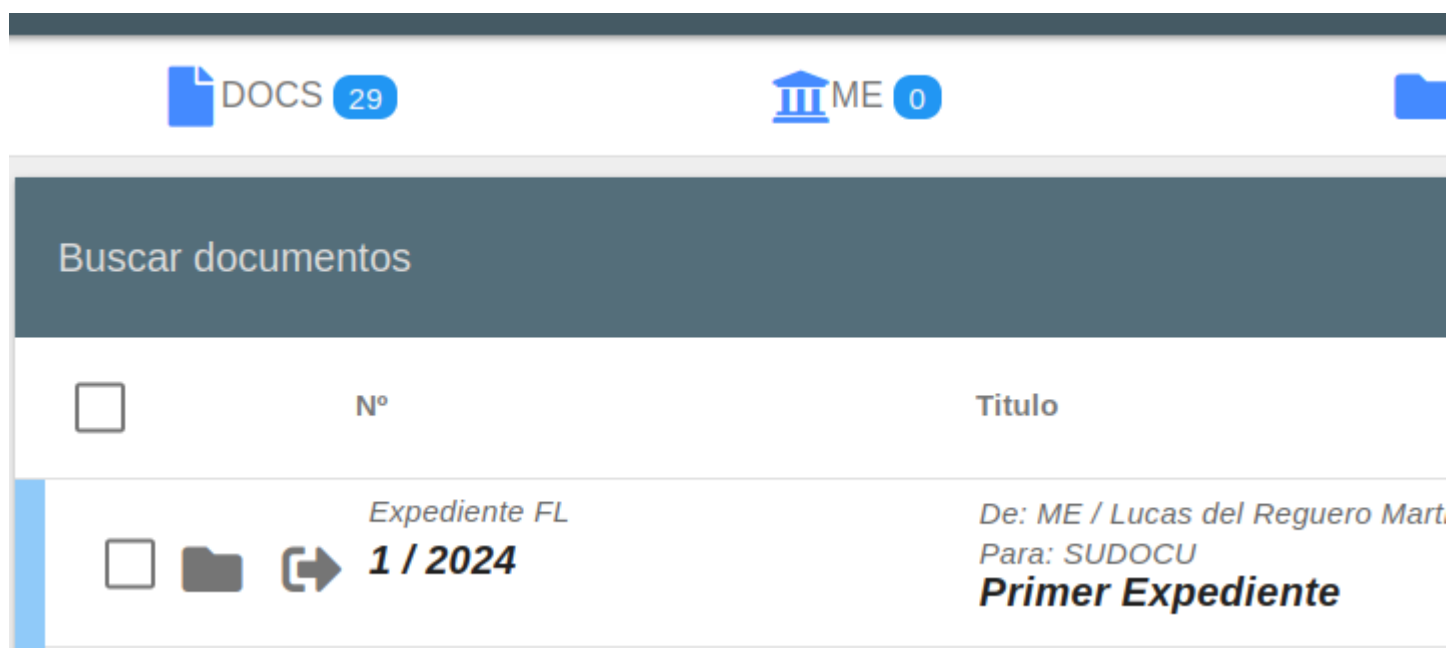 DOCS 29
ME 0
Buscar documentos
Nº Titulo
Expediente FL
1 / 2024
De: ME / Lucas del Reguero
Para: SUDOCU
Primer Expediente